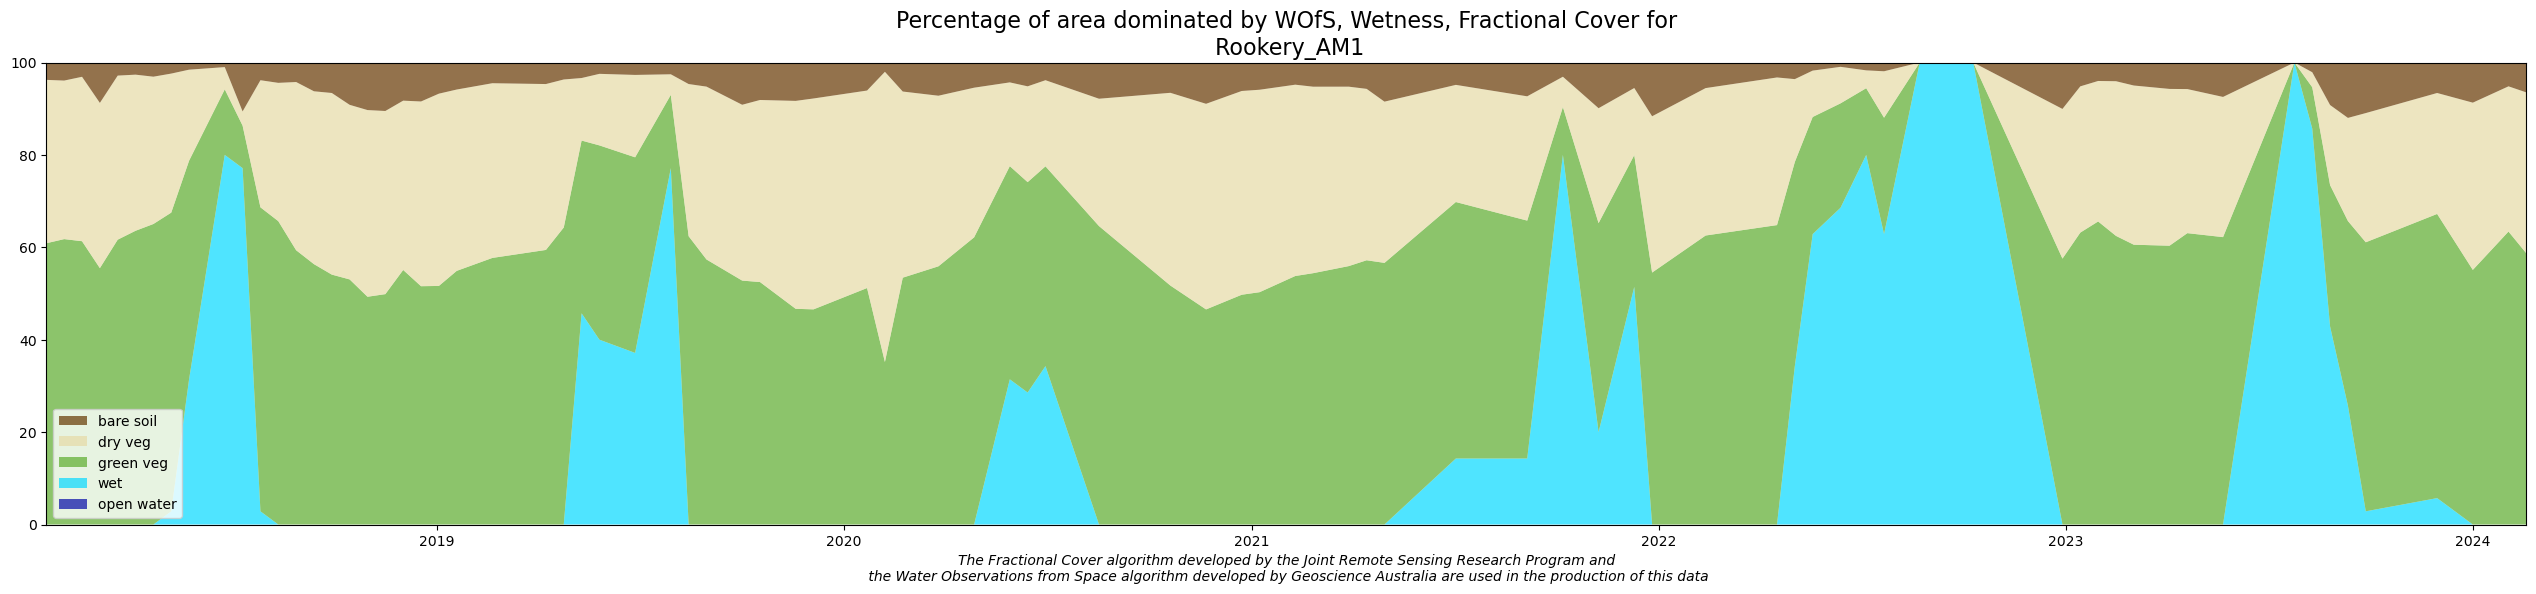 Percentage of area dominated by WOfS, Wetness, Fractional Cover for
Rookery_AM1
100
80
60
40
20
0
bare soil
dry veg
green veg
wet
open water
2019 2020 2021 2022 2023 2024
The Fractional Cover algorithm developed by the Joint Remote Sensing Research Program and
the Water Observations from Space algorithm developed by Geoscience Australia are used in the production of this data